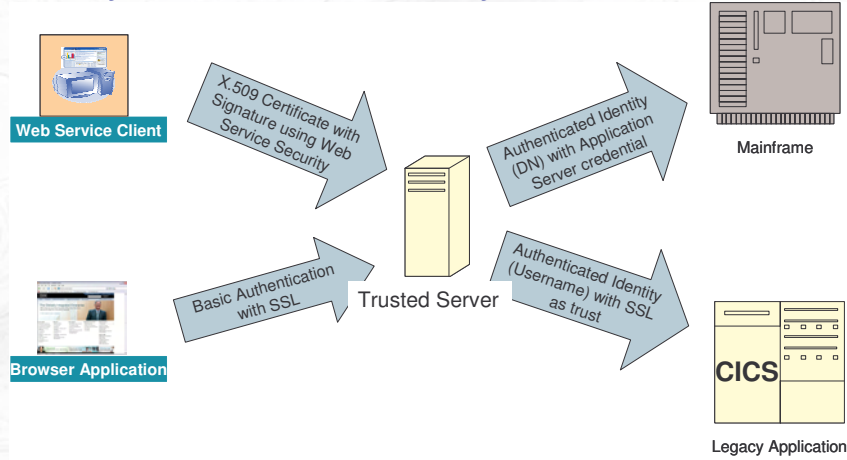 Web Service Client
X.509 Certificate with
Signature using Web
Service Security
Authenticated Identity
(DN) with Application
Server credential
Mainframe
Browser Application
Basic Authentication
with SSL
Trusted Server
Authenticated Identity
(Username) with SSL
as trust
CICS
Legacy Application